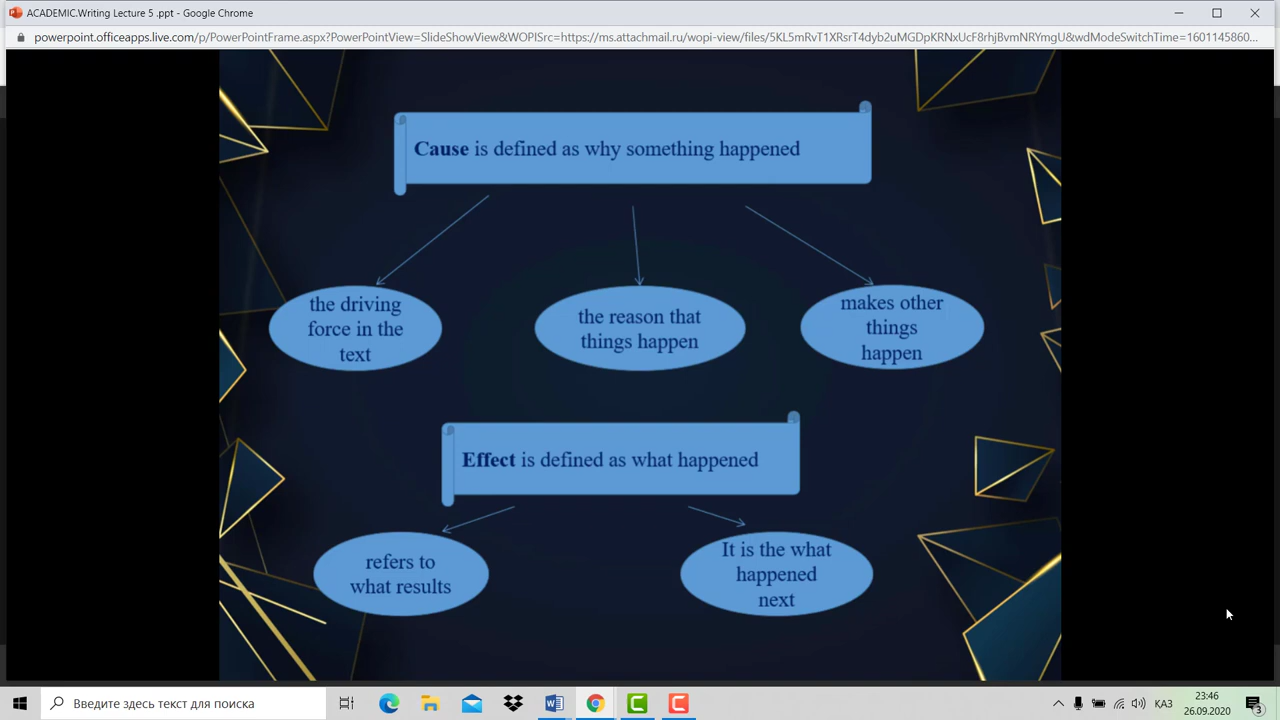 ACADEMIC.Writing Lecture 5 .ppt - Google Chrome
powerpoint.officeapps.live.com/p/PowerPointFrame.aspx?PowerPointView=SlideShowView&WOPISrc=https://ms.attachmail.ru/wopi-view/files/5KL5mRvT1XRsrT4dyb2uMGDpKRNxUcF8rhjBvmNRYmgU&wdModeSwitchTime=1601145860...
Cause is defined as why something happened
the driving
force in the
text
the reason that
things happen
makes other
things
happen
Effect is defined as what happened
refers to
what results
It is the what
happened
next
Введите здесь текст для поиска
КАЗ
23:46
26.09.2020
3